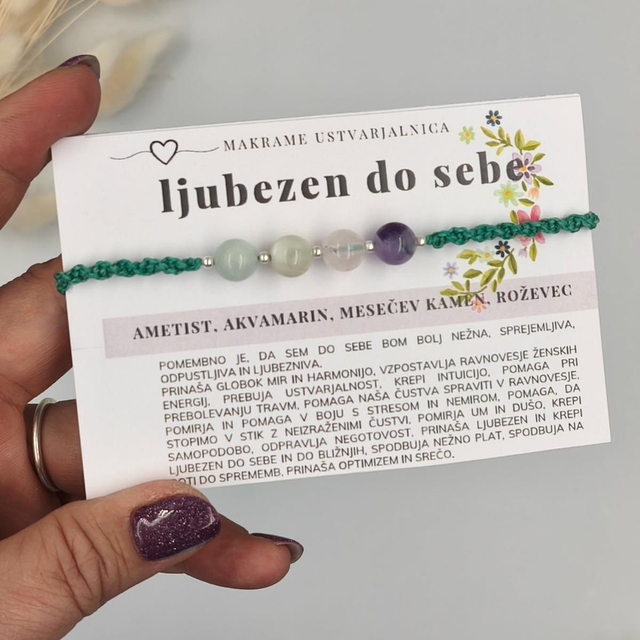 MAKRAME USTVARJALNICA
ljubezen do sebe
AMETIST, AKVAMARIN, MESEČEV KAMEN, ROŽEVEC
POMEMBNO JE, DA SEM DO SEBE BOM BOLJ NEŽNA, SPREJEMLJIVA,
ODPUSTLJIVA IN LJUBEZNIVA.
PRINAŠA GLOBOK MIR IN HARMONIJO, VZPOSTAVLJA RAVNOVESJE ŽENSKIH
ENERGIJ, PREBUJA USTVARJALNOST, KREPI INTUICIJO, POMAGA PRI
PREBOLEVANJU TRAVM, POMAGA NAŠA ČUSTVA SPRAVITI V RAVNOVESJE,
POMIRJA IN POMAGA V BOJU S STRESOM IN NEMIROM, POMAGA, DA
STOPIMO V STIK Z NEIZRAŽENIMI ČUSTVI, POMIRJA UM IN DUŠO, KREPI
SAMOPODOBO, ODPRAVLJA NEGOTOVOST, PRINAŠA LJUBEZEN IN KREPI
LJUBEZEN DO SEBE IN DO BLIŽNJIH, SPODBUJA NEŽNO PLAT, SPODBUJA NA
POTI DO SPREMEMB, PRINAŠA OPTIMIZEM IN SREČO.